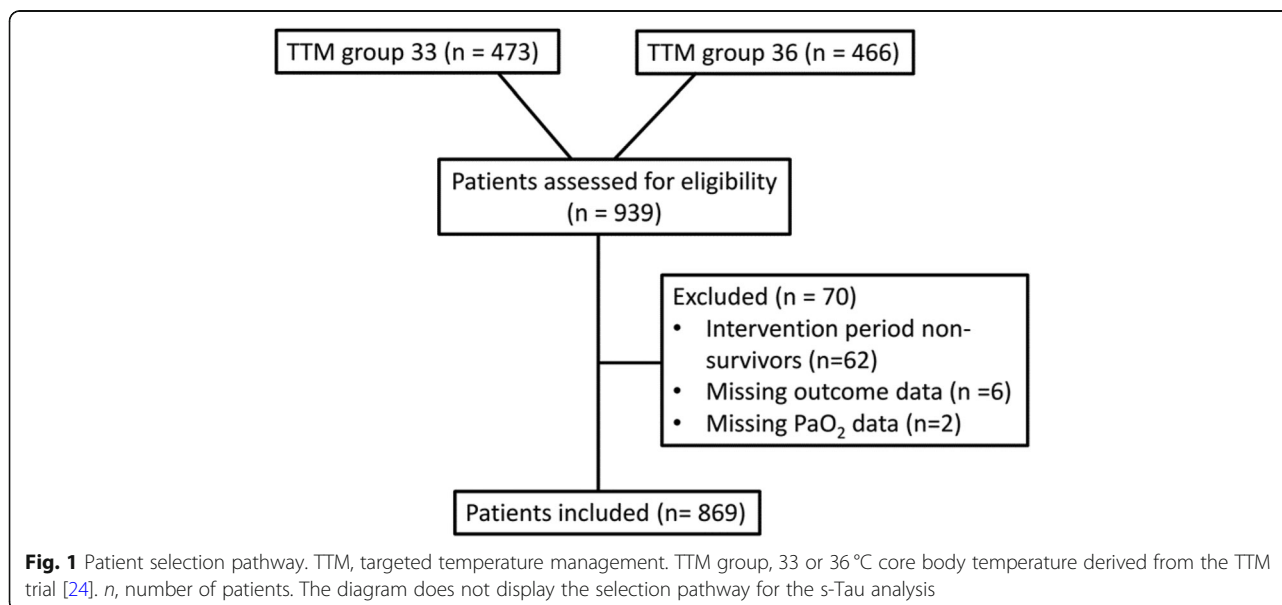 TTM group 33 (n = 473)
TTM group 36 (n = 466)
Patients assessed for eligibility
(n = 939)
Excluded (n = 70)
• Intervention period non-
survivors (n=62)
• Missing outcome data (n =6)
• Missing PaO₂ data (n=2)
Patients included (n= 869)
Fig. 1 Patient selection pathway. TTM, targeted temperature management. TTM group, 33 or 36 °C core body temperature derived from the TTM
trial [24]. n, number of patients. The diagram does not display the selection pathway for the s-Tau analysis